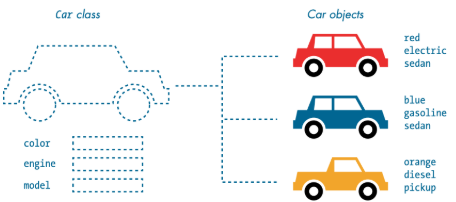 Car class
Car objects
color
engine
model
red
electric
sedan
blue
gasoline
sedan
orange
diesel
pickup